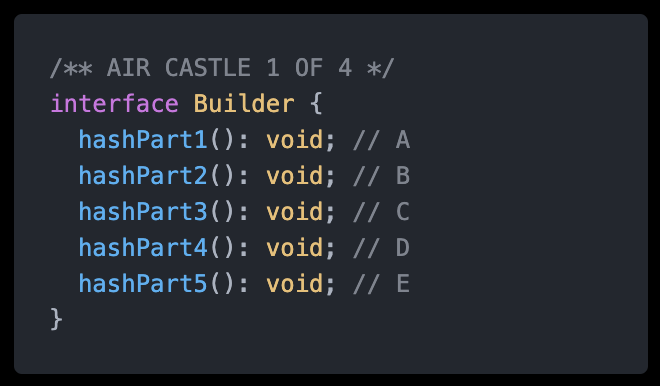 /** AIR CASTLE 1 OF 4 */
interface Builder {
  hashPart1(): void; // A
  hashPart2(): void; // B
  hashPart3(): void; // C
  hashPart4(): void; // D
  hashPart5(): void; // E
}